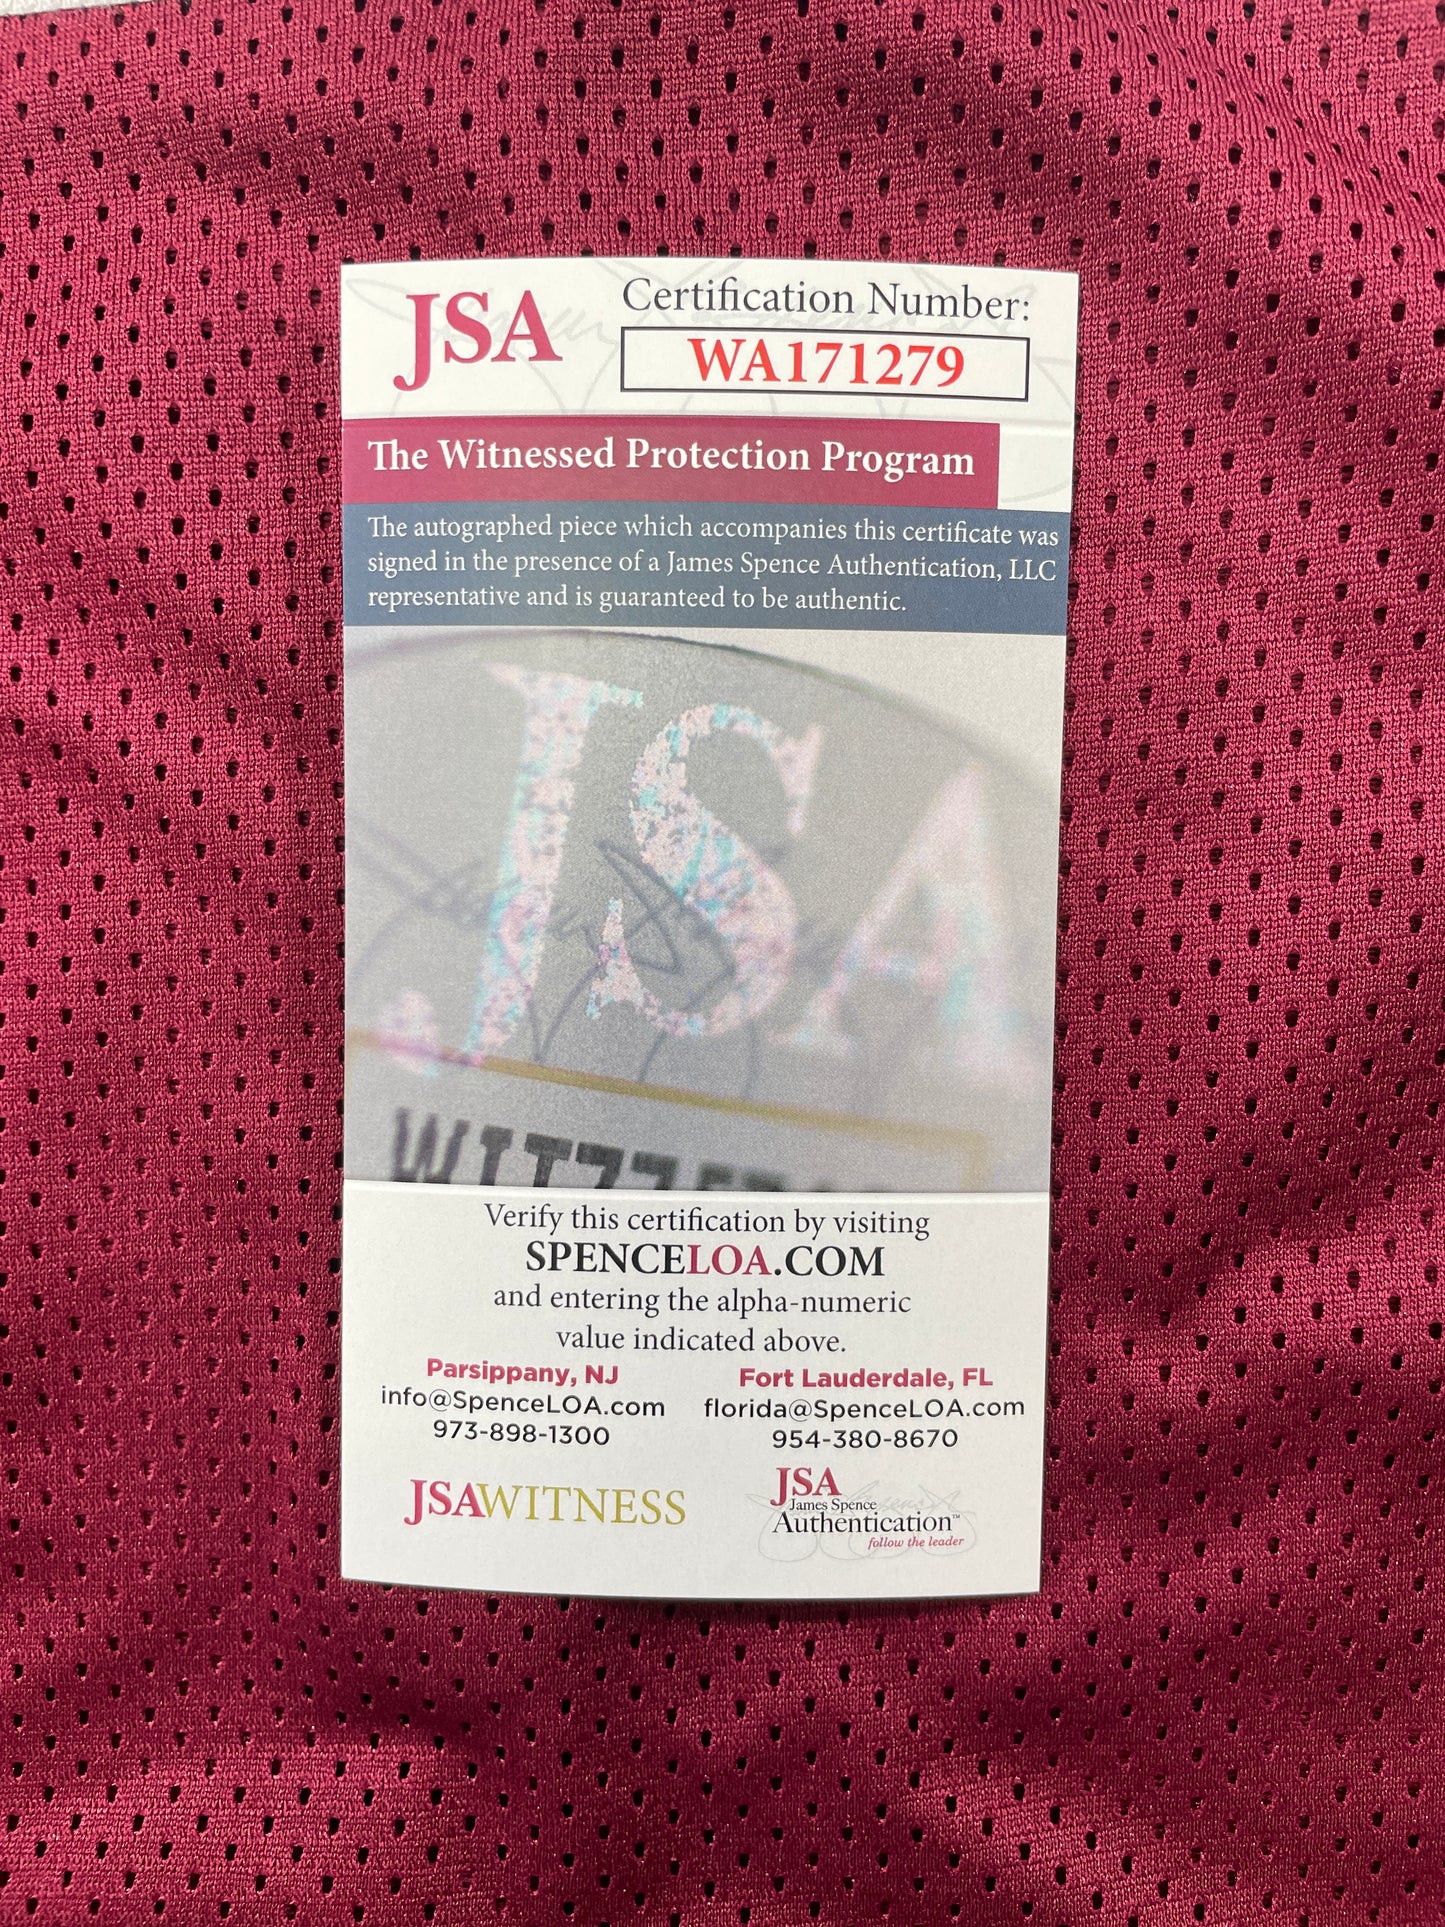 JSA
Certification Number:
WA171279
The Witnessed Protection Program
The autographed piece which accompanies this certificate was
signed in the presence of a James Spence Authentication, LLC
representative and is guaranteed to be authentic.
JSA
Verify this certification by visiting
SPENCELOA.COM
and entering the alpha-numeric
value indicated above.
Parsippany, NJ
info@SpenceLOA.com
973-898-1300
Fort Lauderdale, FL
florida@SpenceLOA.com
954-380-8670
JSAWITNESS
JSA
James Spence
Authentication™
follow the leader